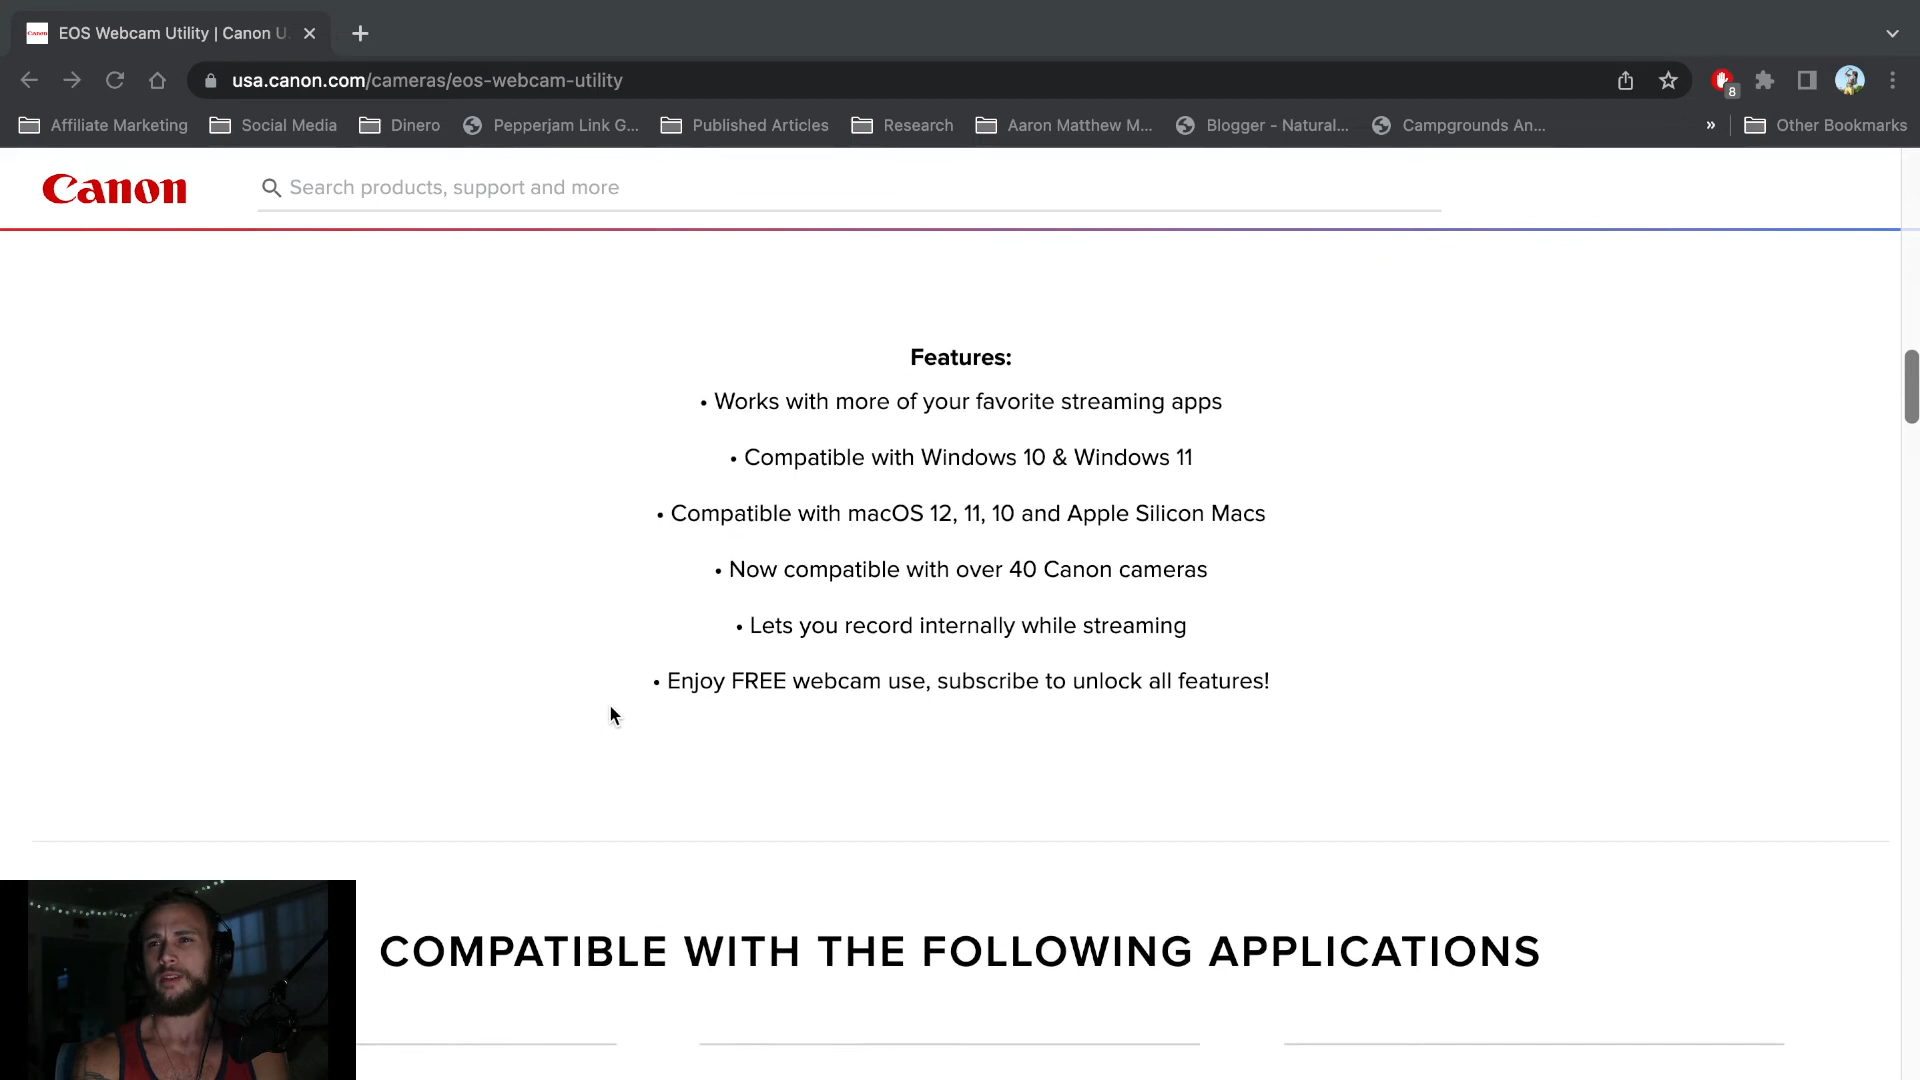 EOS Webcam Utility | Canon U.
usa.canon.com/cameras/eos-webcam-utility
8
Affiliate Marketing
Social Media
Dinero
Pepperjam Link G...
Published Articles
Research
Aaron Matthew M...
Blogger - Natural...
Campgrounds An...
»
Other Bookmarks
Canon
Search products, support and more
Features:
• Works with more of your favorite streaming apps
• Compatible with Windows 10 & Windows 11
• Compatible with macOS 12, 11, 10 and Apple Silicon Macs
• Now compatible with over 40 Canon cameras
• Lets you record internally while streaming
• Enjoy FREE webcam use, subscribe to unlock all features!
COMPATIBLE WITH THE FOLLOWING APPLICATIONS